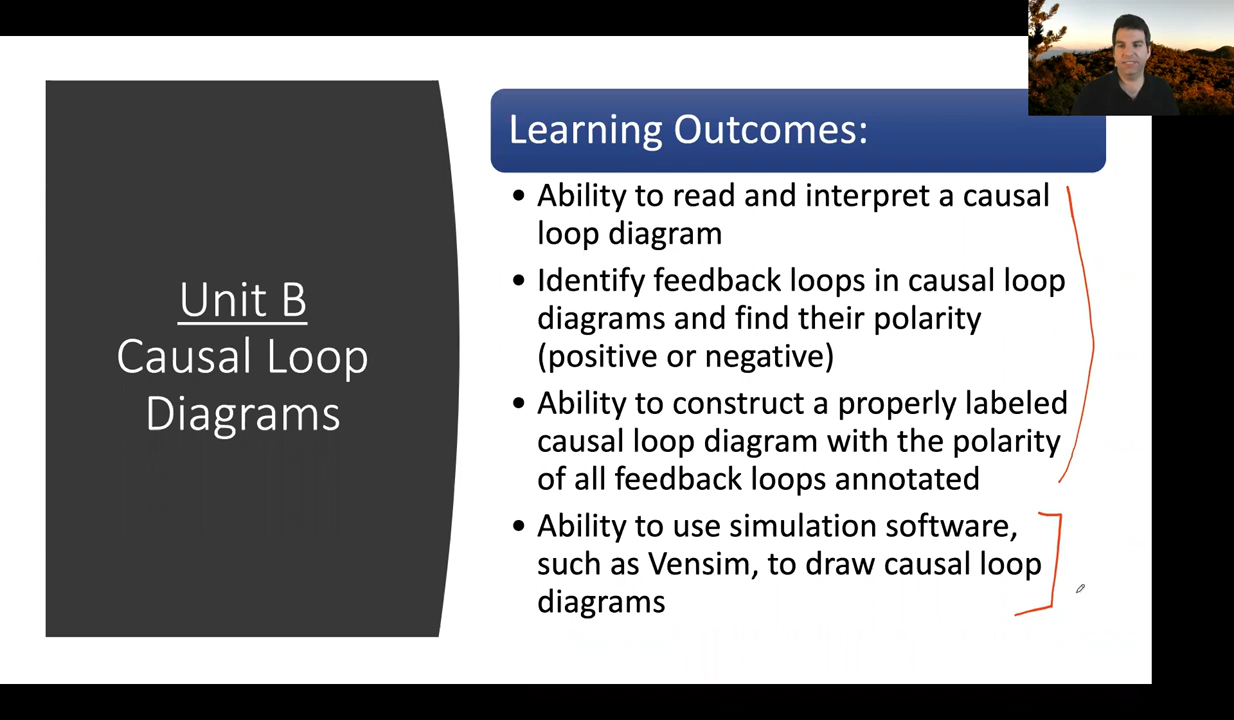 Unit B
Causal Loop
Diagrams
Learning Outcomes:
• Ability to read and interpret a causal
loop diagram
• Identify feedback loops in causal loop
diagrams and find their polarity
(positive or negative)
• Ability to construct a properly labeled
causal loop diagram with the polarity
of all feedback loops annotated
• Ability to use simulation software,
such as Vensim, to draw causal loop
diagrams